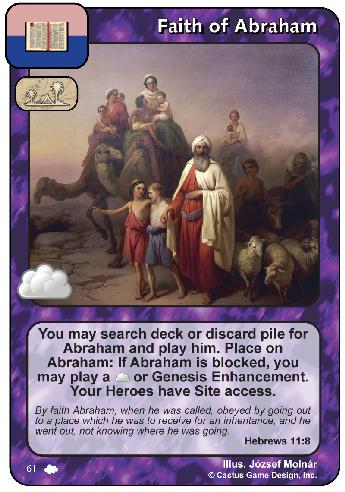 Faith of Abraham
You may search deck or discard pile for
Abraham and play him. Place on
Abraham: If Abraham is blocked, you
may play a or Genesis Enhancement.
Your Heroes have Site access.
By faith Abraham, when he was called, obeyed by going out
to a place which he was to receive for an inheritance, and he
went out, not knowing where he was going.
Hebrews 11:8
61
Illus. József Molnár
© Cactus Game Design, Inc.